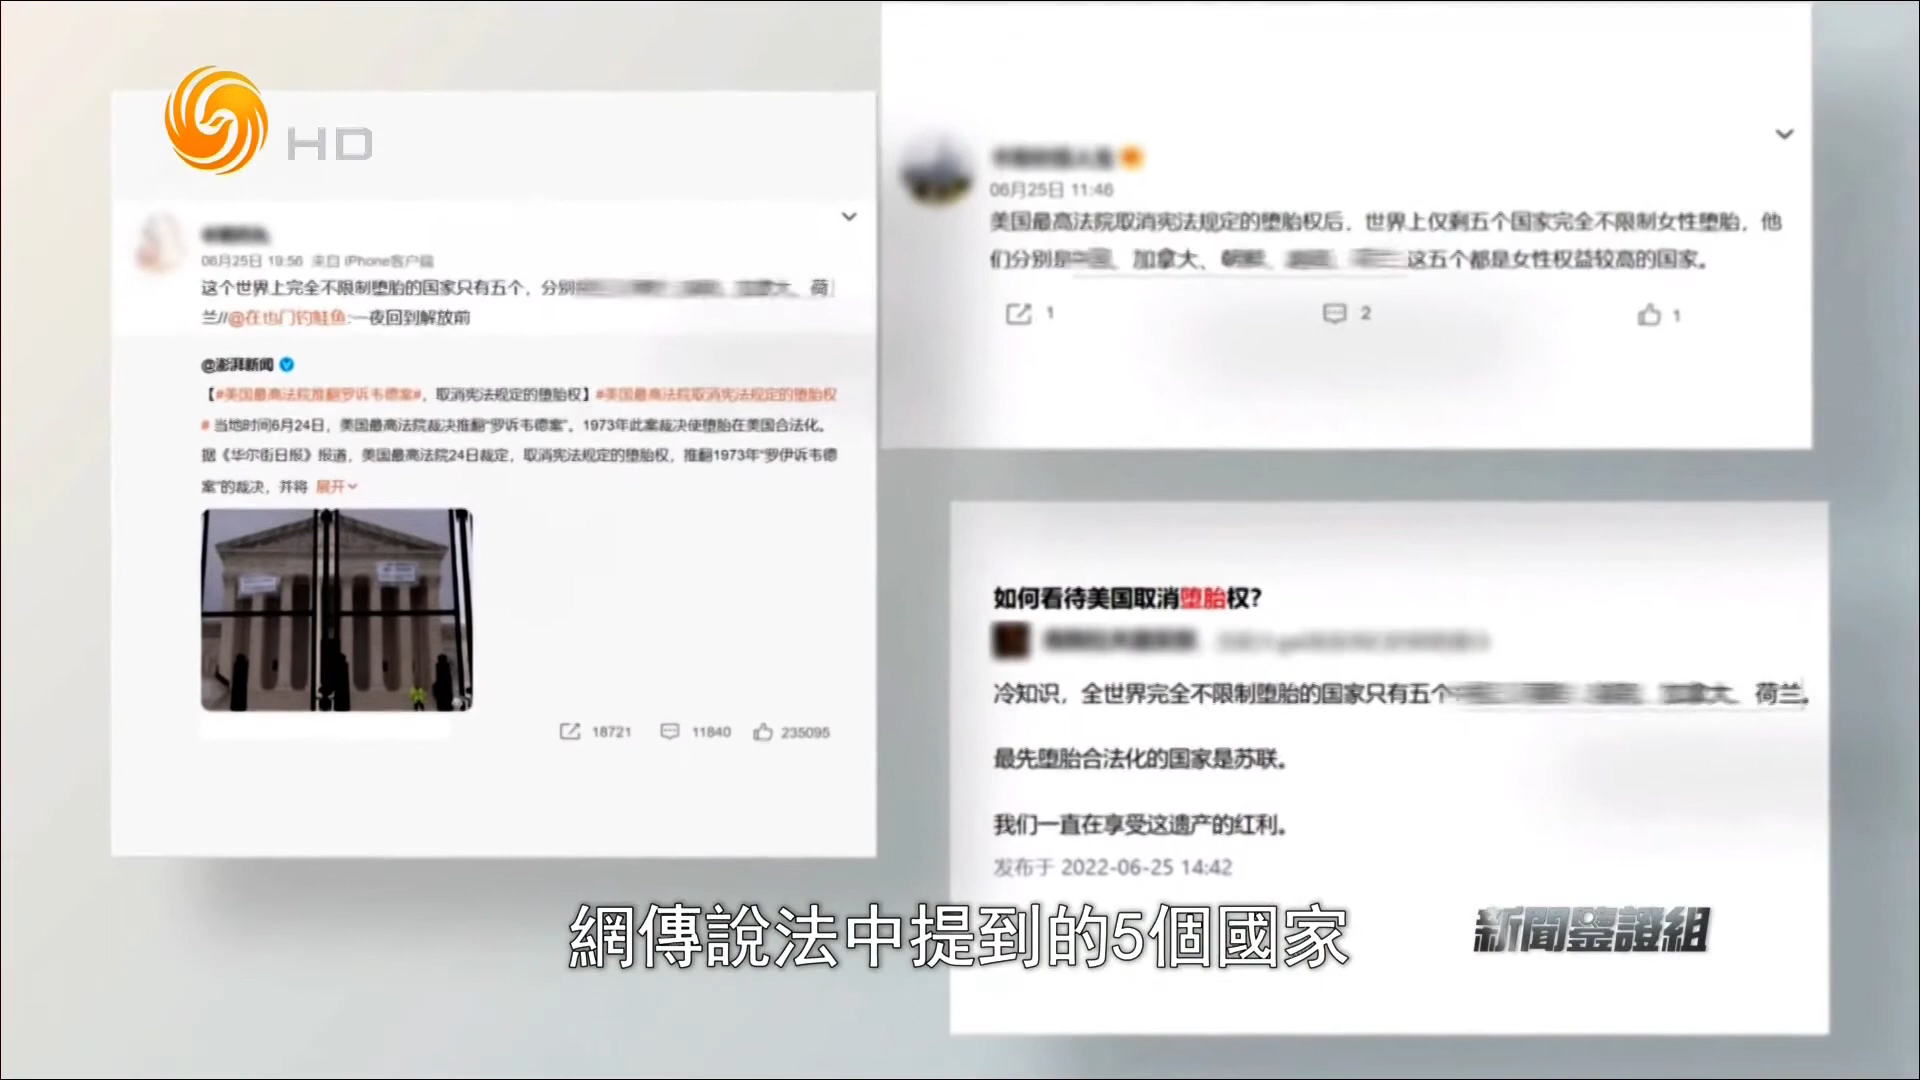 HD
06月25日 19:56 来自 iPhone客户端
这个世界上完全不限制堕胎的国家只有五个，分别 加拿大、荷
兰//@在也门钓鲑鱼:一夜回到解放前
@澎湃新闻
【#美国最高法院推翻罗诉韦德案#，取消宪法规定的堕胎权】#美国最高法院取消宪法规定的堕胎权
# 当地时间6月24日，美国最高法院裁决推翻“罗诉韦德案”。1973年此案裁决使堕胎在美国合法化。
据《华尔街日报》报道，美国最高法院24日裁定，取消宪法规定的堕胎权，推翻1973年“罗伊诉韦德
案”的裁决，并将 展开
18721 11840 235095
06月25日 11:46
美国最高法院取消宪法规定的堕胎权后，世界上仅剩五个国家完全不限制女性堕胎，他
们分别是 加拿大、朝鲜、 这五个都是女性权益较高的国家。
1 2 1
如何看待美国取消堕胎权?
冷知识，全世界完全不限制堕胎的国家只有五个 加拿大、荷兰。
最先堕胎合法化的国家是苏联。
我们一直在享受这遗产的红利。
发布于 2022-06-25 14:42
網傳說法中提到的5個國家
新聞鑒證組